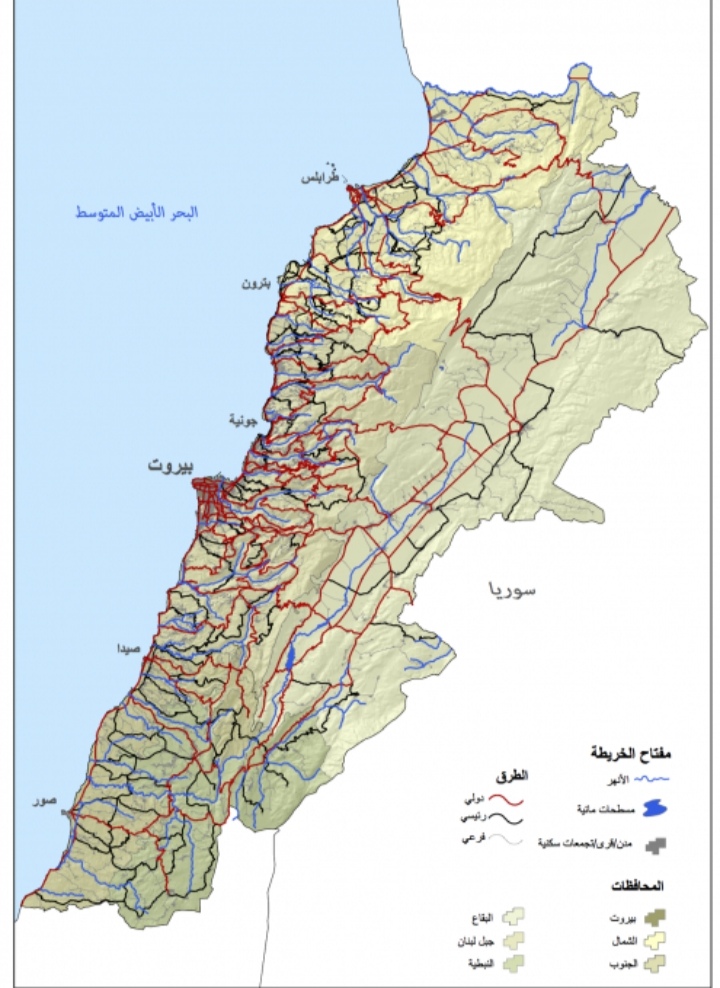 طرابلس
البحر الأبيض المتوسط
بترون
جونية
بيروت
سوريا
صيدا
صور
مفتاح الخريطة
الأنهر
مسطحات مائية
مدن/قرى/تجمعات سكنية
الطرق
دولي
رئيسي
فرعي
المحافظات
بيروت
الشمال
الجنوب
البقاع
جبل لبنان
النبطية